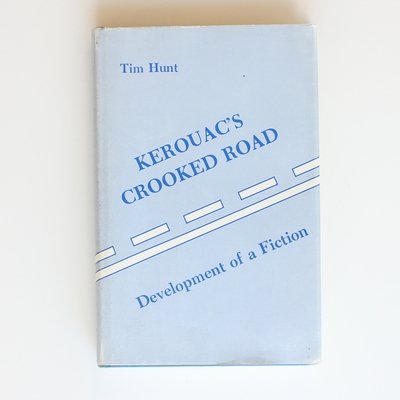 Tim Hunt
KEROUAC'S
CROOKED ROAD
Development of a Fiction